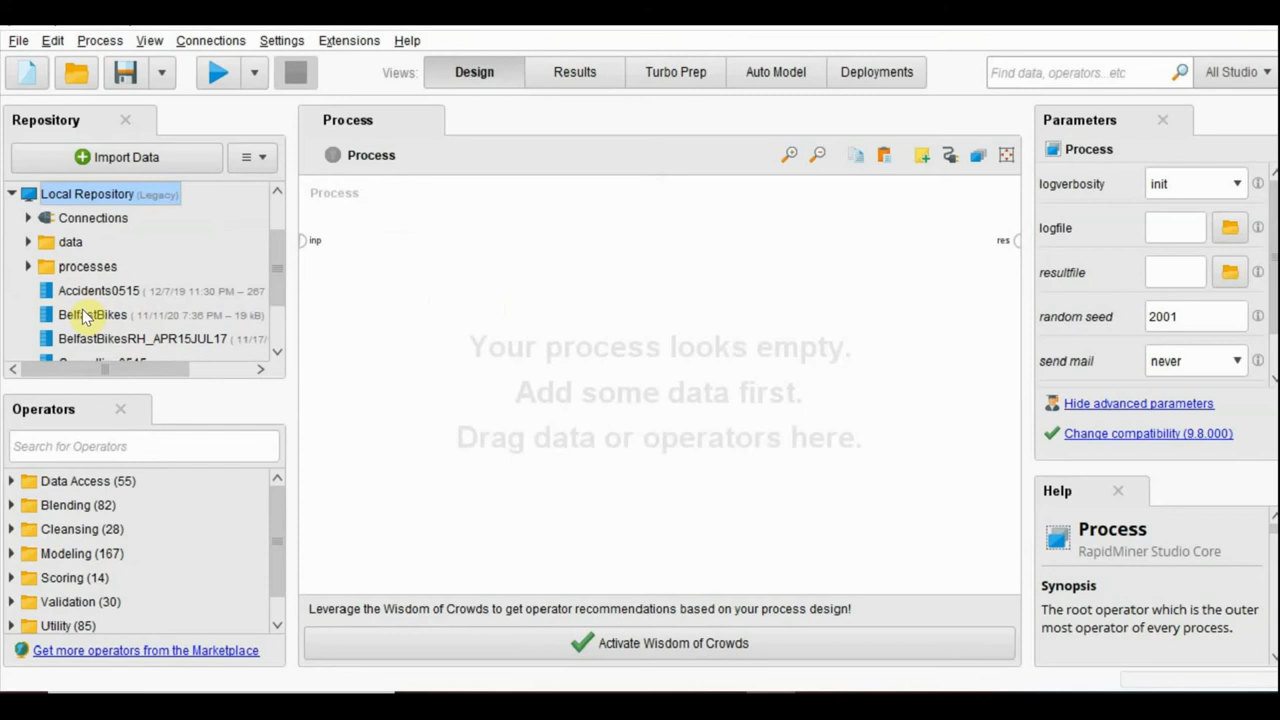 File Edit Process View Connections Settings Extensions Help
Views: Design Results Turbo Prep Auto Model Deployments Find data, operators...etc All Studio
Repository
Import Data
Local Repository (Legacy)
Connections
data
processes
Accidents0515 ( 12/7/19 11:30 PM – 267
BelfastBikes ( 11/11/20 7:36 PM – 19 kB)
BelfastBikesRH_APR15JUL17 ( 11/17/
Operators
Search for Operators
Data Access (55)
Blending (82)
Cleansing (28)
Modeling (167)
Scoring (14)
Validation (30)
Utility (85)
Get more operators from the Marketplace
Process
Process
Process
inp res
Your process looks empty.
Add some data first.
Drag data or operators here.
Leverage the Wisdom of Crowds to get operator recommendations based on your process design!
Activate Wisdom of Crowds
Parameters
Process
logverbosity init
logfile
resultfile
random seed 2001
send mail never
Hide advanced parameters
Change compatibility (9.8.000)
Help
Process
RapidMiner Studio Core
Synopsis
The root operator which is the outer
most operator of every process.